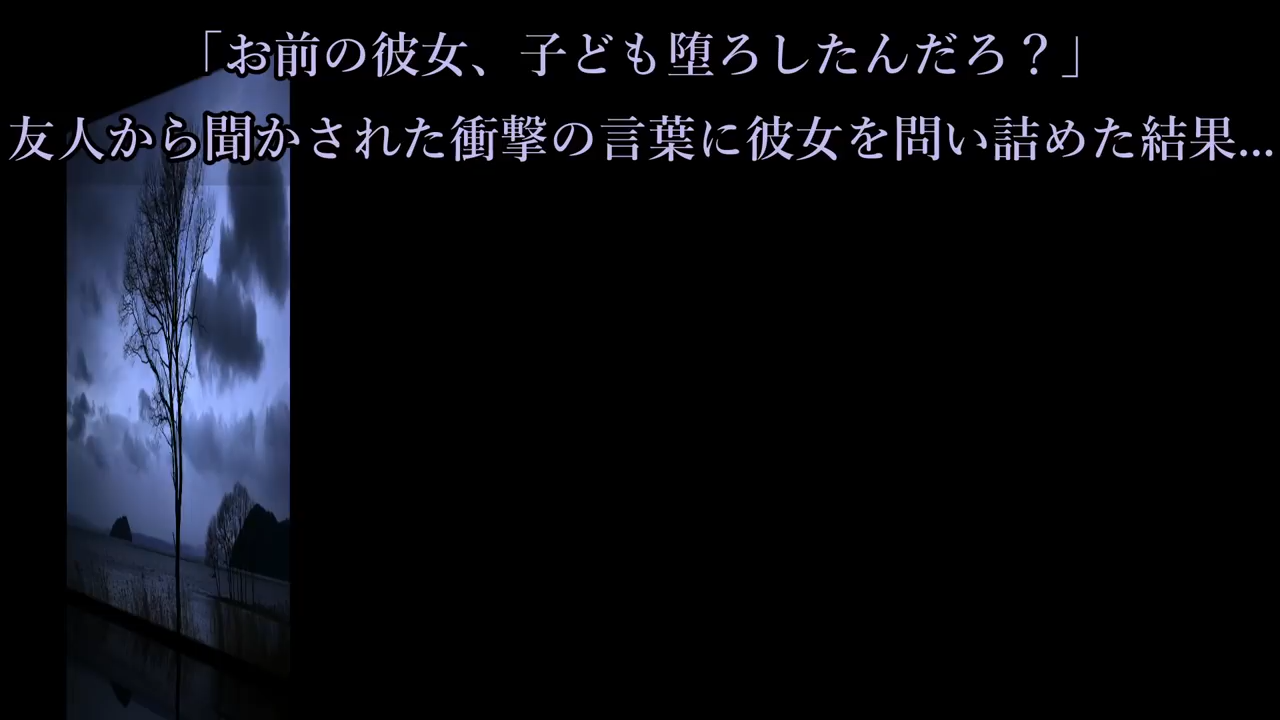 「お前の彼女、子ども堕ろしたんだろ？」
友人から聞かされた衝撃の言葉に彼女を問い詰めた結果...